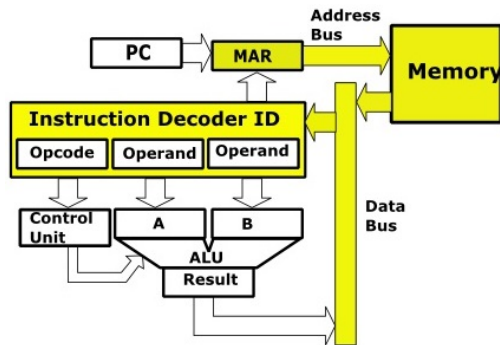 Address
Bus
PC
MAR
Memory
Instruction Decoder ID
Opcode
Operand
Operand
Control
Unit
A
B
ALU
Result
Data
Bus